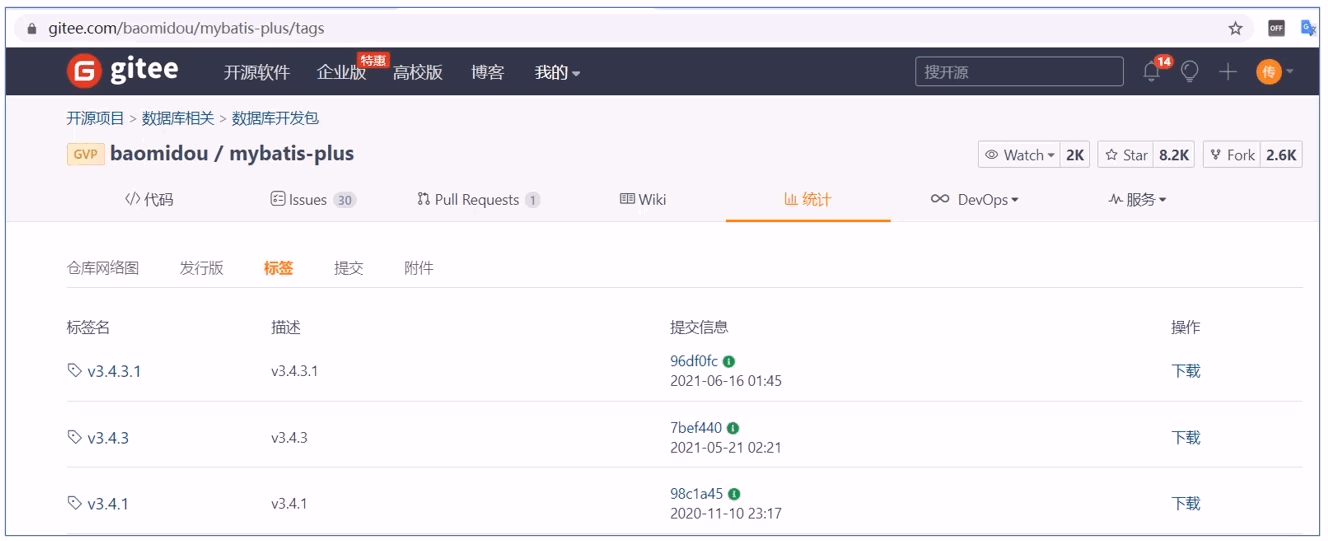 gitee.com/baomidou/mybatis-plus/tags OFF G
G gitee 开源软件 企业版 特惠 高校版 博客 我的 搜开源 14 传
开源项目 > 数据库相关 > 数据库开发包
GVP baomidou / mybatis-plus Watch 2K Star 8.2K Fork 2.6K
</> 代码 Issues 30 Pull Requests 1 Wiki 统计 DevOps 服务
仓库网络图 发行版 标签 提交 附件
标签名 描述 提交信息 操作
v3.4.3.1 v3.4.3.1 96df0fc 下载
2021-06-16 01:45
v3.4.3 v3.4.3 7bef440 下载
2021-05-21 02:21
v3.4.1 v3.4.1 98c1a45 下载
2020-11-10 23:17